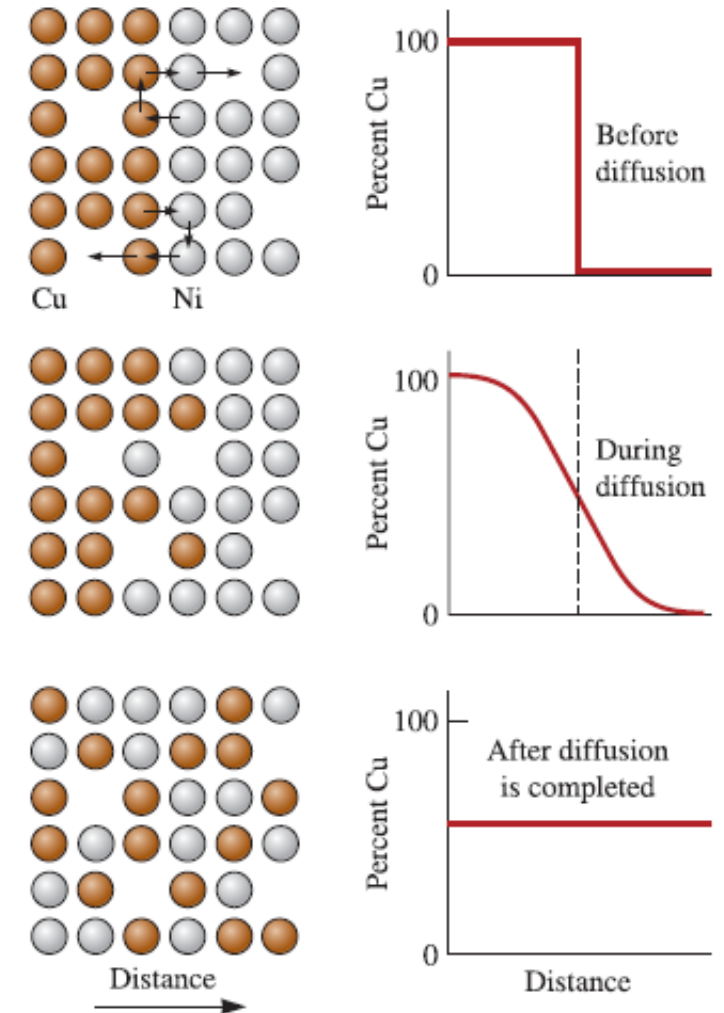 Cu
Ni
Percent Cu
100
0
Before
diffusion
Percent Cu
100
0
During
diffusion
Percent Cu
100
0
After diffusion
is completed
Distance
Distance